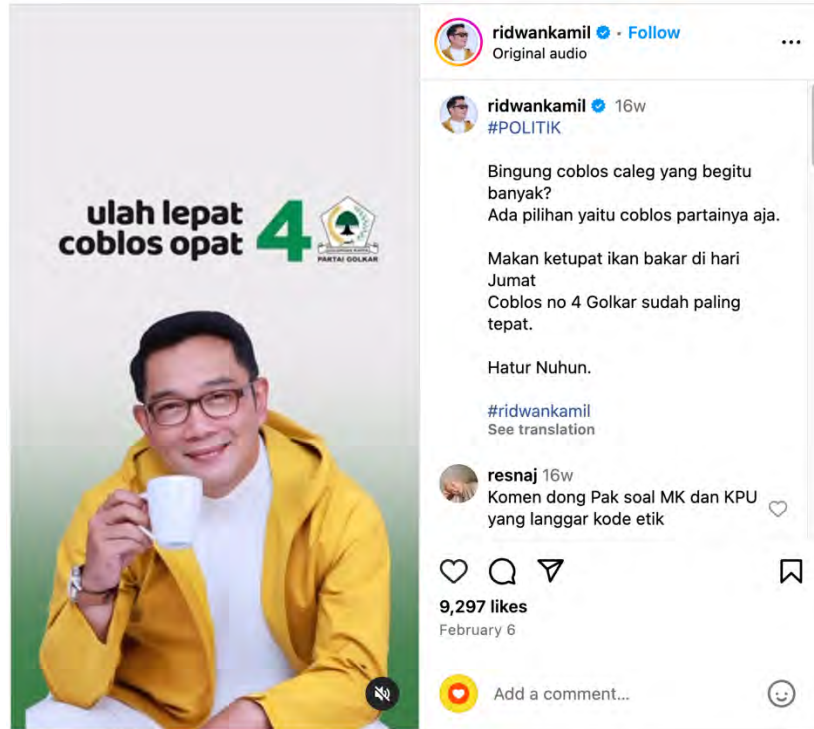 ulah lepat
coblos opat
4
PARTAI GOLKAR
ridwankamil • Follow
Original audio
ridwankamil 16w
#POLITIK
Bingung coblos caleg yang begitu
banyak?
Ada pilihan yaitu coblos partainya aja.
Makan ketupat ikan bakar di hari
Jumat
Coblos no 4 Golkar sudah paling
tepat.
Hatur Nuhun.
#ridwankamil
See translation
resnaj 16w
Komen dong Pak soal MK dan KPU
yang langgar kode etik
9,297 likes
February 6
Add a comment...